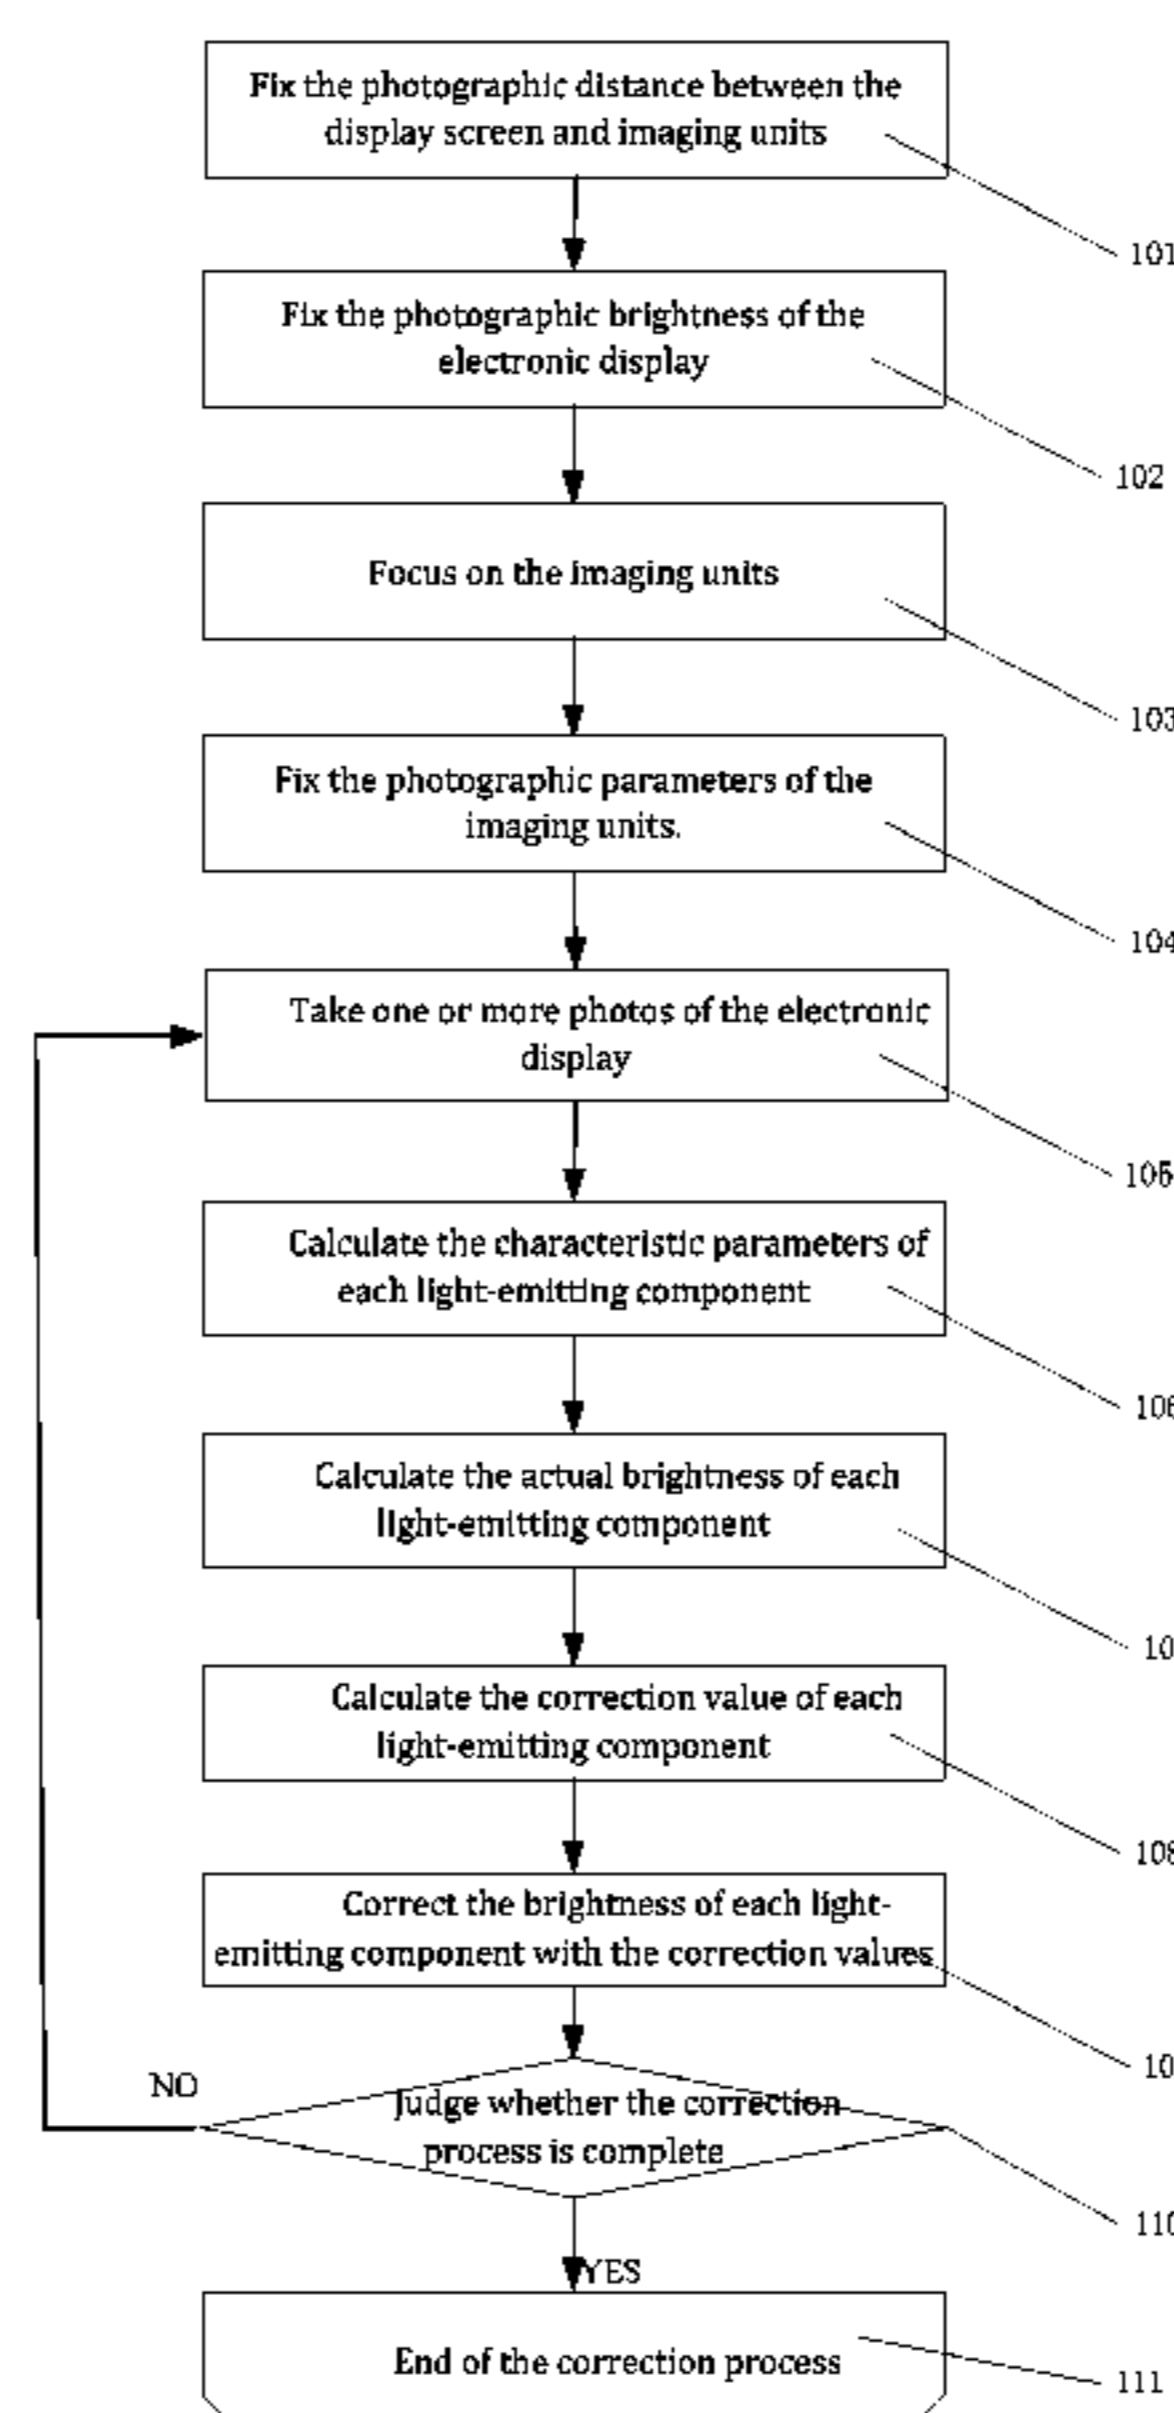 Fix the photographic distance between the
display screen and imaging units
101
Fix the photographic brightness of the
electronic display
102
Focus on the imaging units
103
Fix the photographic parameters of the
imaging units.
104
Take one or more photos of the electronic
display
105
Calculate the characteristic parameters of
each light-emitting component
106
Calculate the actual brightness of each
light-emitting component
10
Calculate the correction value of each
light-emitting component
108
Correct the brightness of each light-
emitting component with the correction values
10
NO
Judge whether the correction
process is complete
110
YES
End of the correction process
111